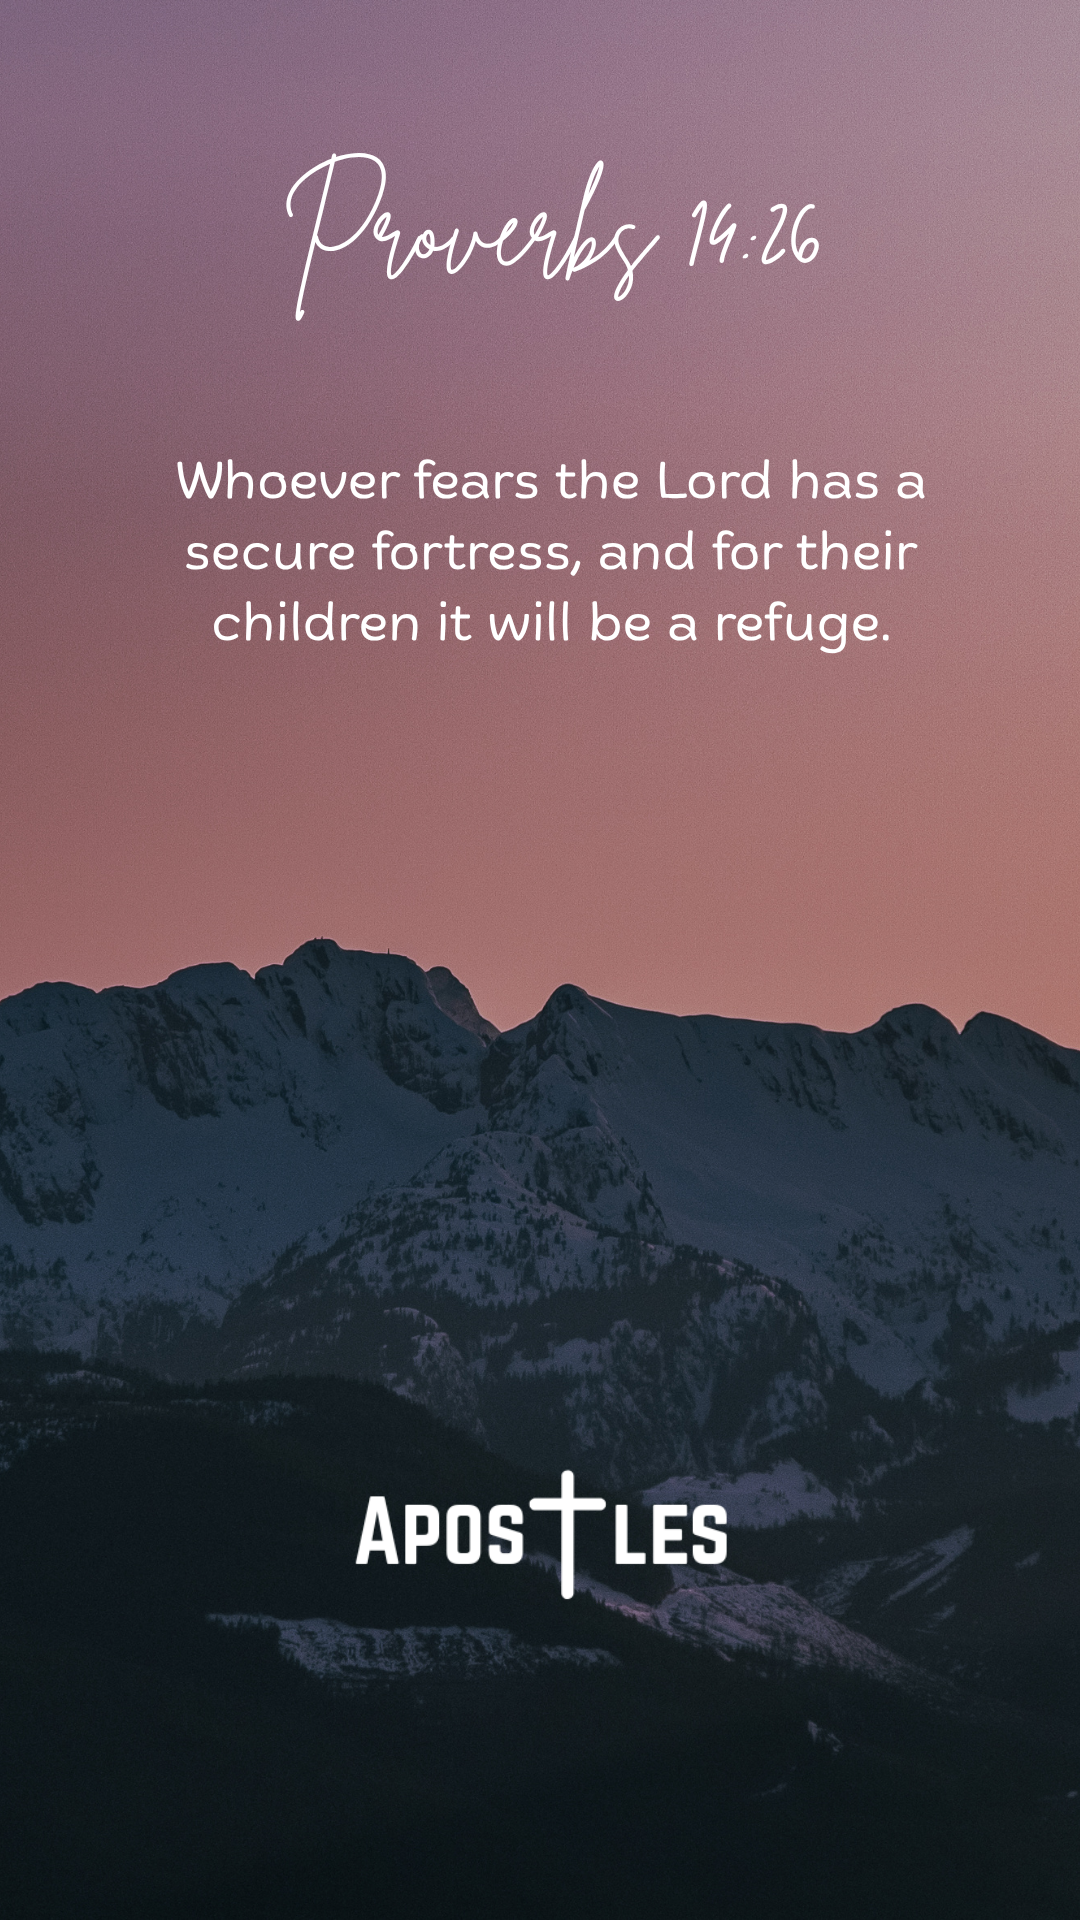 Proverbs 14:26
Whoever fears the Lord has a
secure fortress, and for their
children it will be a refuge.
APOSTLES